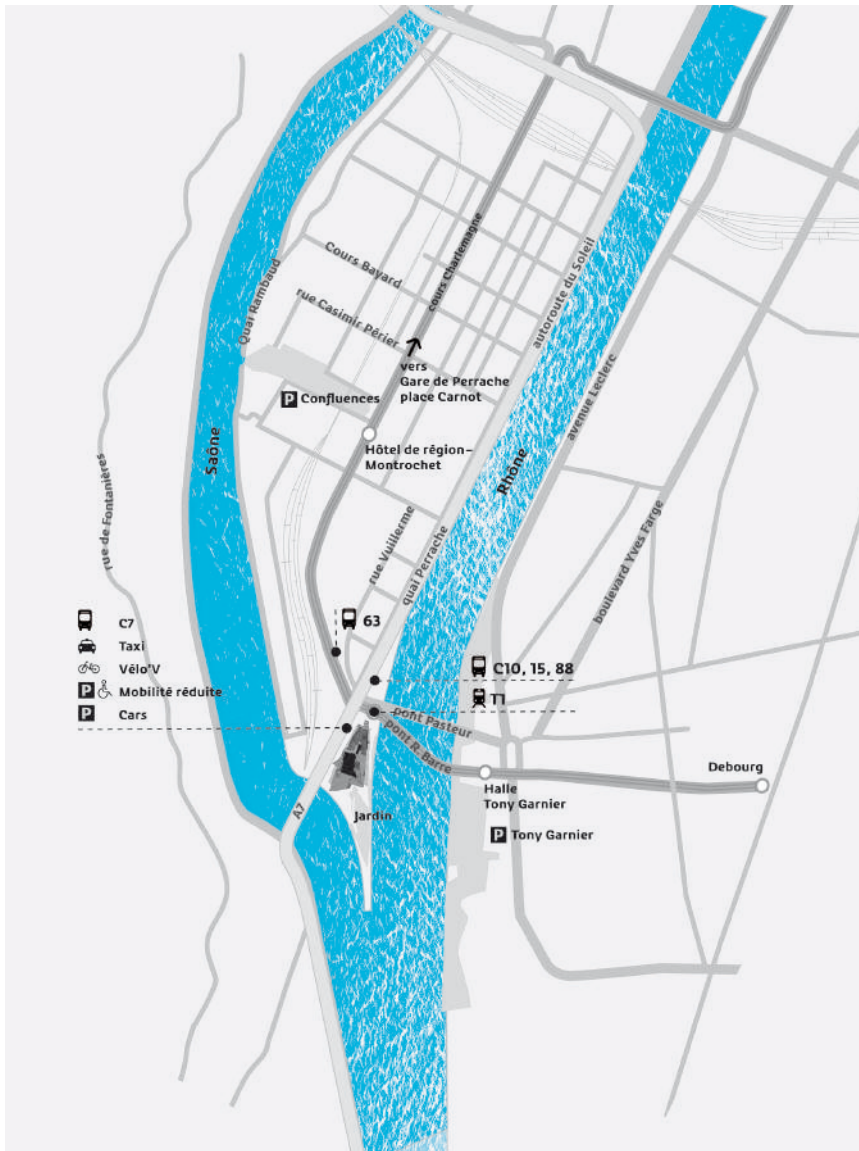 cours Charlemagne
autoroute du Soleil
Cours Bayard
Quai Rambaud
rue Casimir Périer
vers
Gare de Perrache
place Carnot
avenue Leclerc
P Confluences
Saône
Hôtel de région–
Montrochet
Rhône
rue de Fontanières
boulevard Yves Farge
rue Vuillerme
quai Perrache
63
C7
Taxi
Vélo'V
P Mobilité réduite
P Cars
C10, 15, 88
T1
pont Pasteur
pont R. Barre
Debourg
Halle
Tony Garnier
A7
Jardin
P Tony Garnier